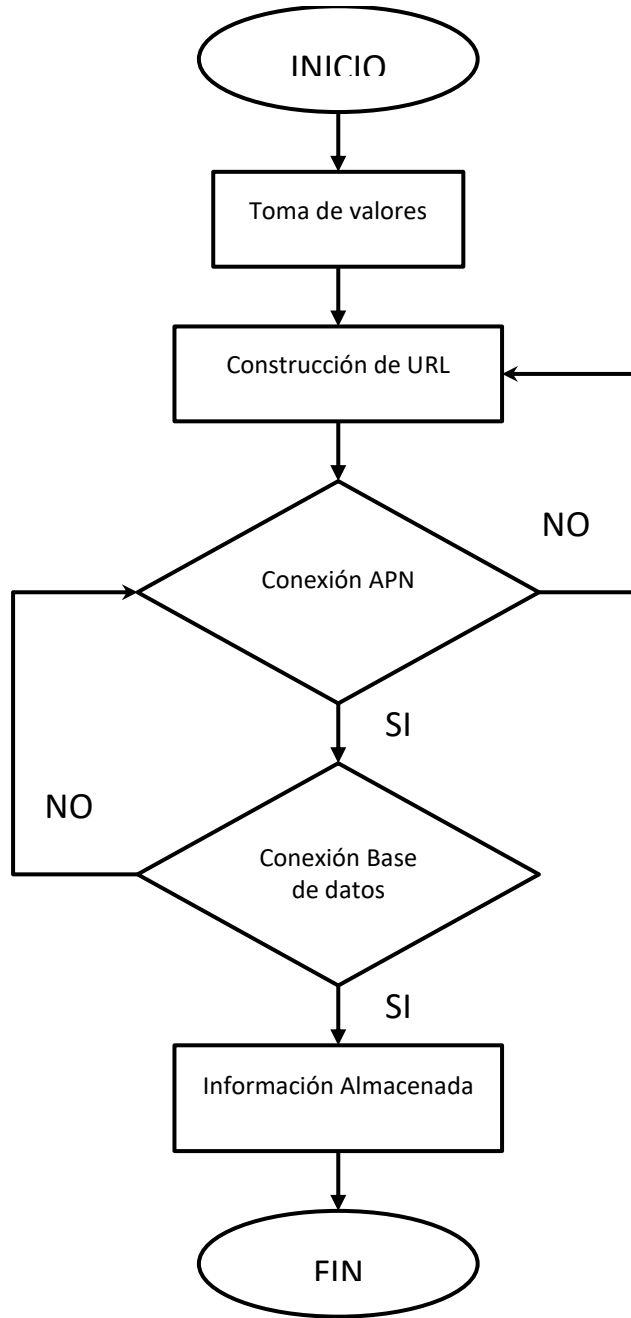 INICIO
Toma de valores
Construcción de URL
NO
Conexión APN
SI
NO
Conexión Base
de datos
SI
Información Almacenada
FIN